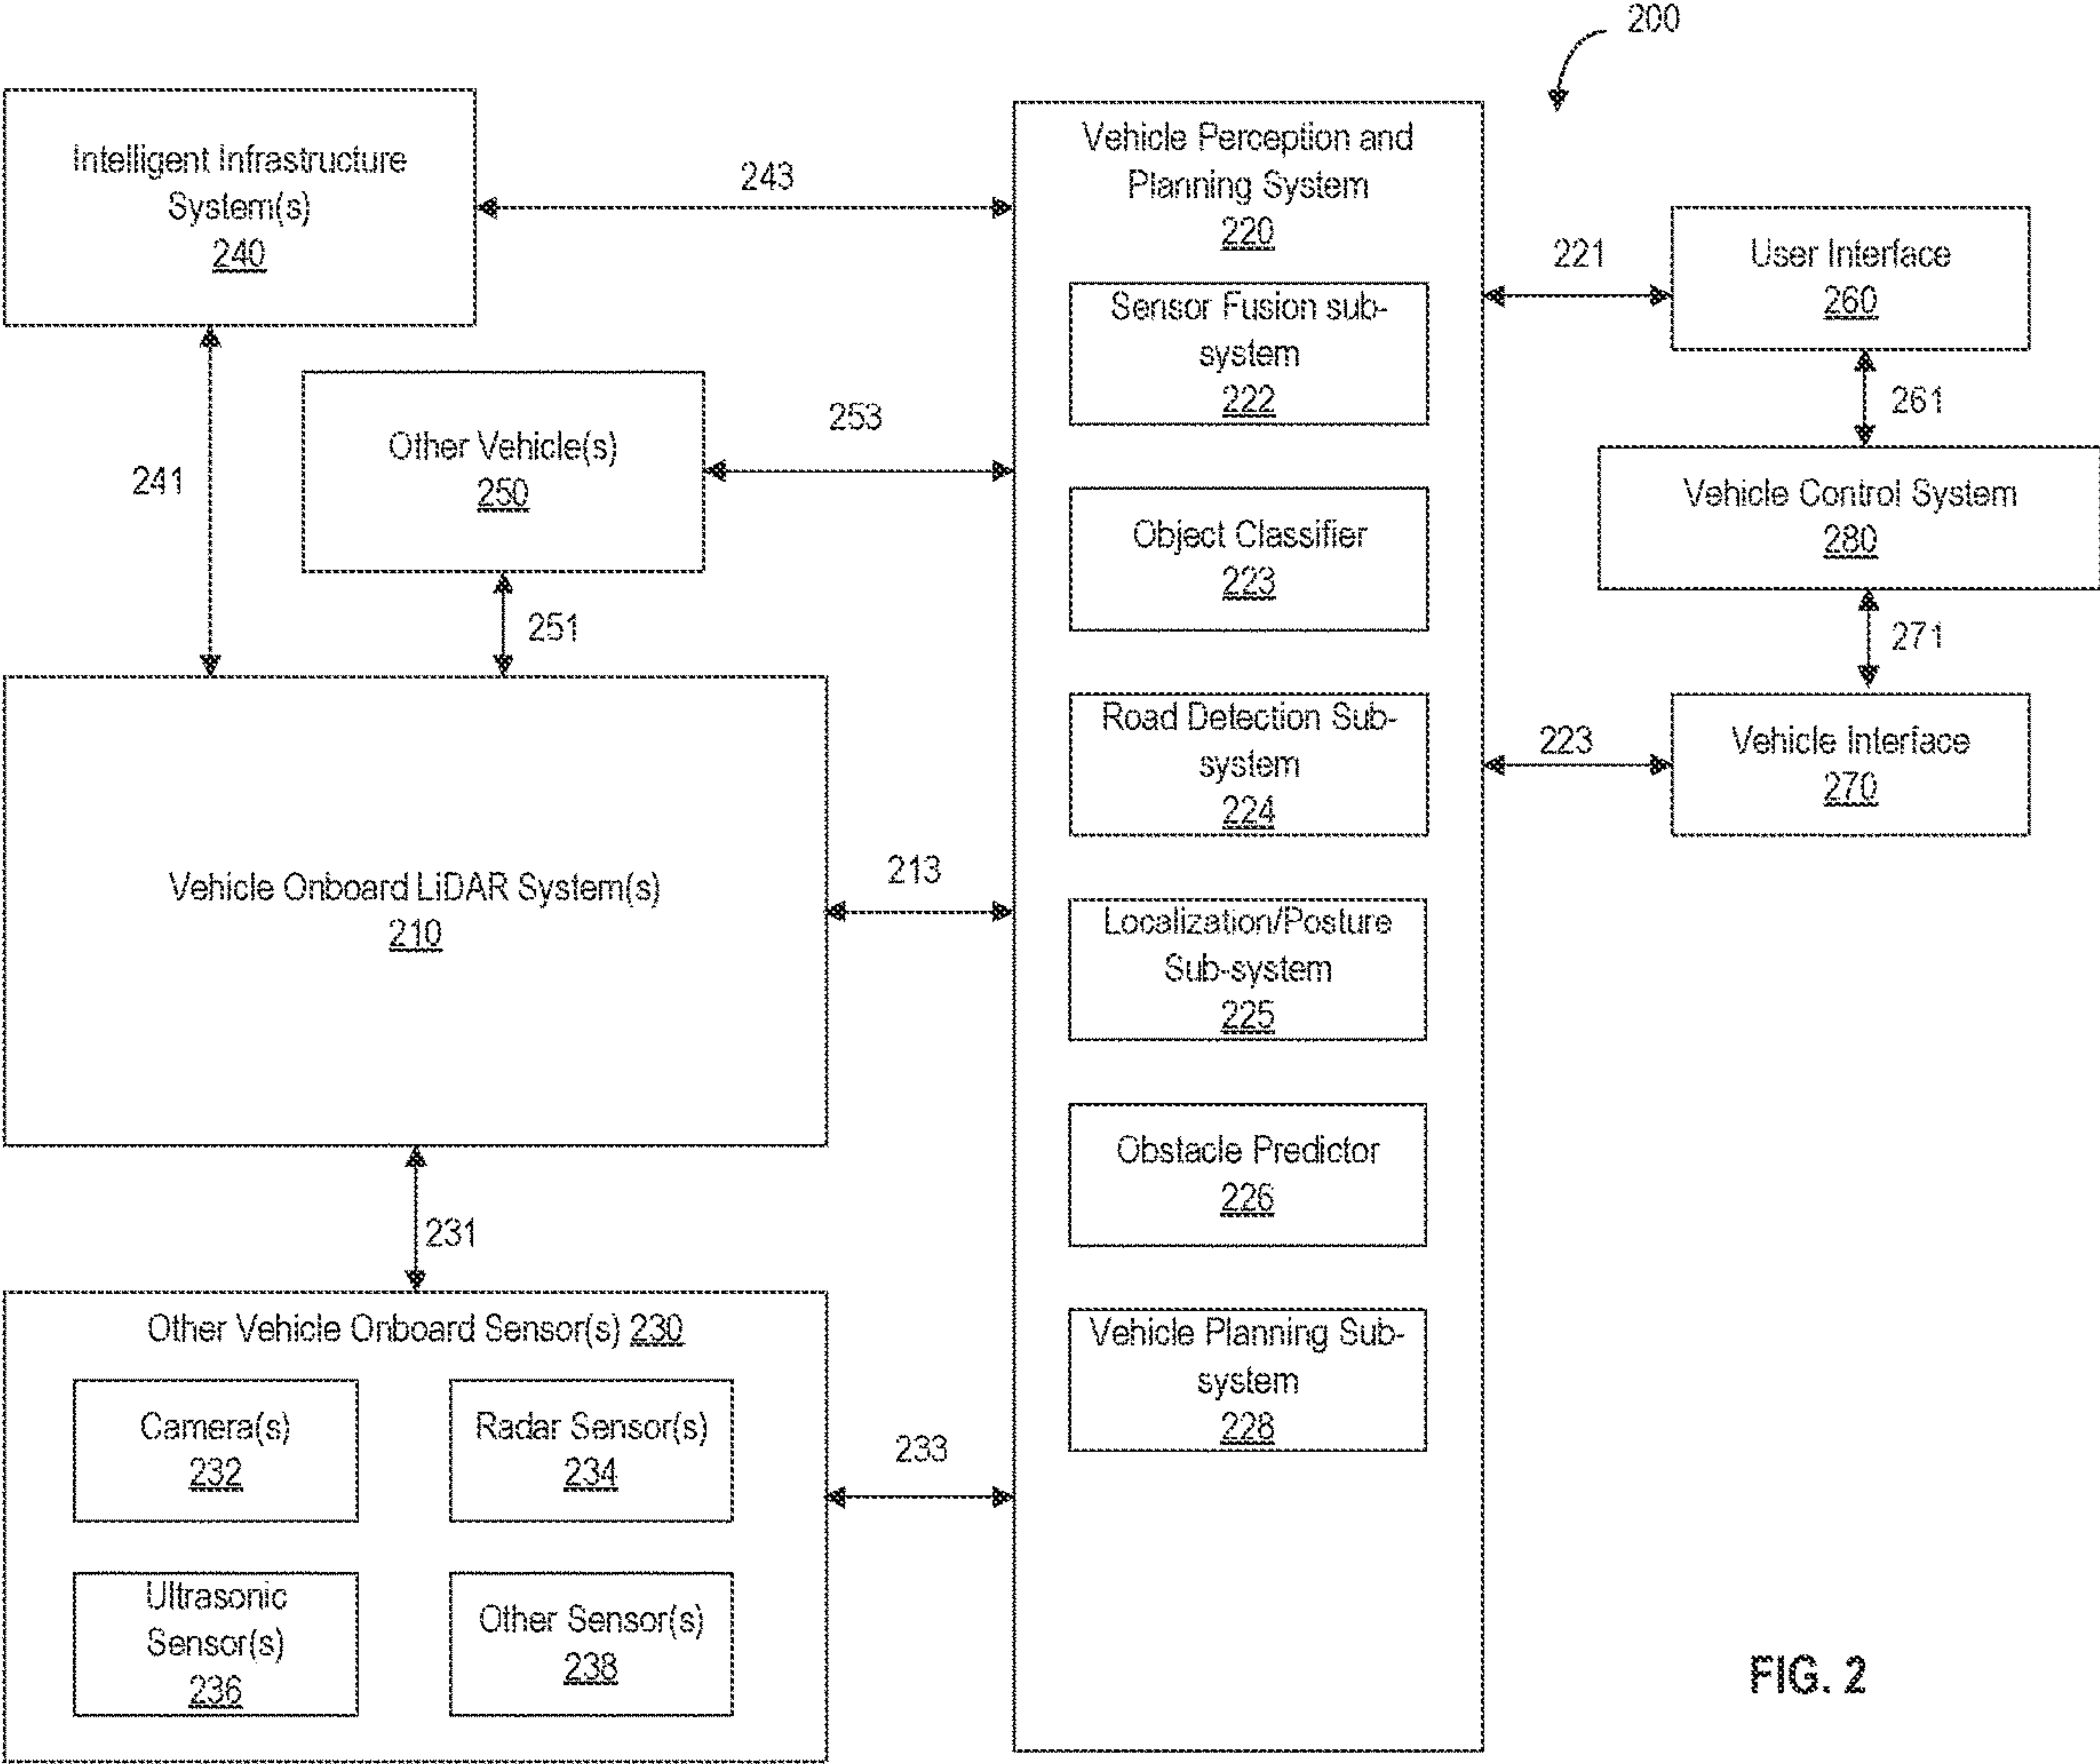 200
Intelligent Infrastructure
System(s)
240
243
241
Other Vehicle(s)
250
253
251
Vehicle Onboard LiDAR System(s)
210
213
231
Other Vehicle Onboard Sensor(s) 230
Camera(s)
232
Radar Sensor(s)
234
Ultrasonic
Sensor(s)
236
Other Sensor(s)
238
233
Vehicle Perception and
Planning System
220
Sensor Fusion sub-
system
222
Object Classifier
223
Road Detection Sub-
system
224
Localization/Posture
Sub-system
225
Obstacle Predictor
226
Vehicle Planning Sub-
system
228
221
User Interface
260
261
Vehicle Control System
280
271
223
Vehicle Interface
270
FIG. 2